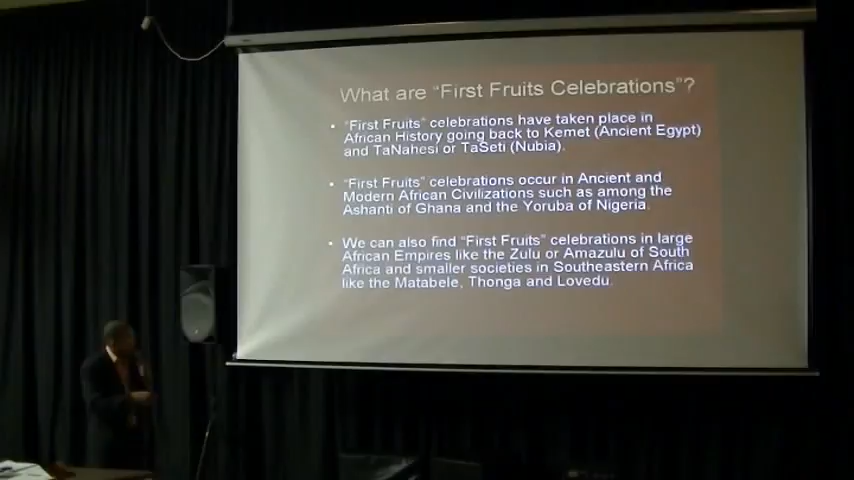 What are "First Fruits Celebrations"?
• "First Fruits" celebrations have taken place in
African History going back to Kemet (Ancient Egypt)
and TaNahesi or TaSeti (Nubia).
• "First Fruits" celebrations occur in Ancient and
Modern African Civilizations such as among the
Ashanti of Ghana and the Yoruba of Nigeria.
• We can also find "First Fruits" celebrations in large
African Empires like the Zulu or Amazulu of South
Africa and smaller societies in Southeastern Africa
like the Matabele, Thonga and Lovedu.